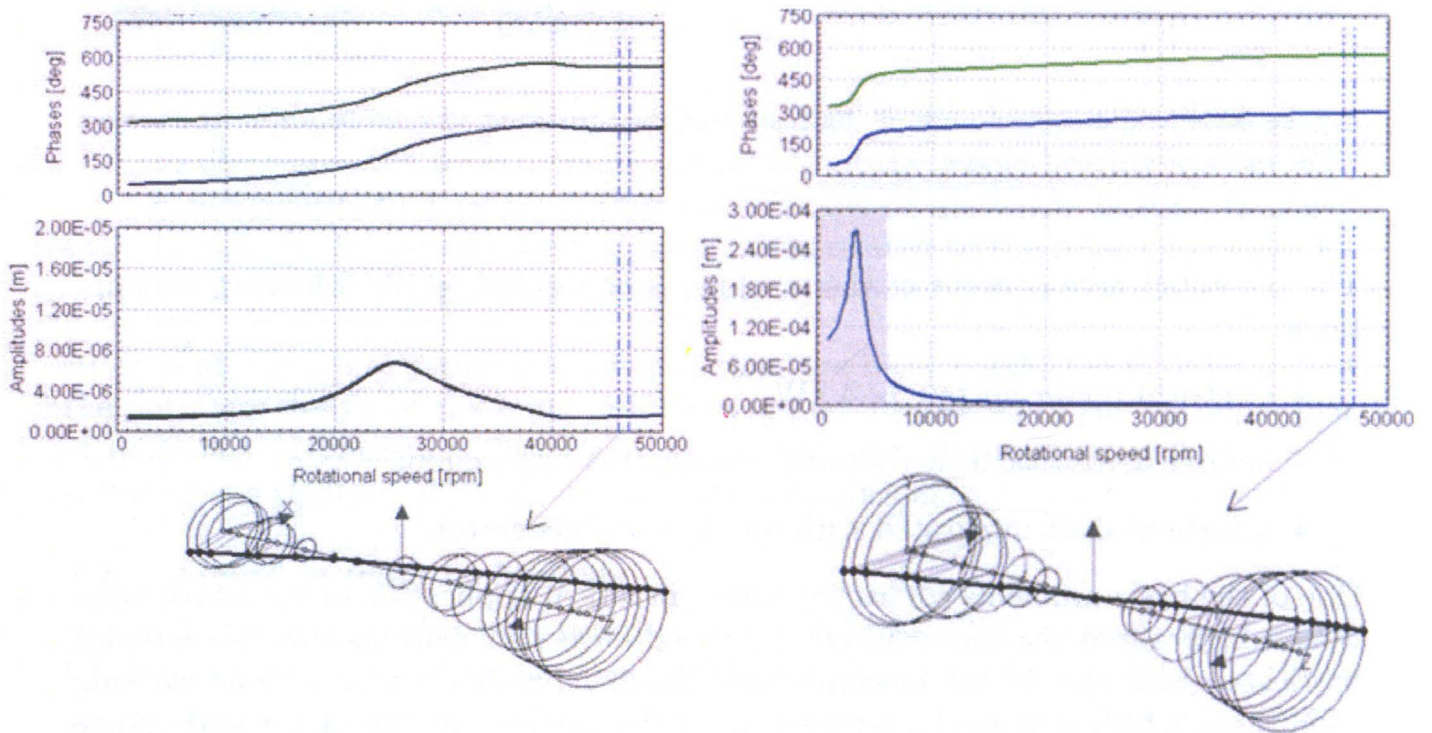 Phases [deg]
750
600
450
300
150
0
Amplitudes [m]
2.00E-05
1.60E-05
1.20E-05
8.00E-06
4.00E-06
0.00E+00
0 10000 20000 30000 40000 50000
Rotational speed [rpm]
X
Z
Phases [deg]
750
600
450
300
150
0
Amplitudes [m]
3.00E-04
2.40E-04
1.80E-04
1.20E-04
6.00E-05
0.00E+00
0 10000 20000 30000 40000 50000
Rotational speed [rpm]
Y
Z